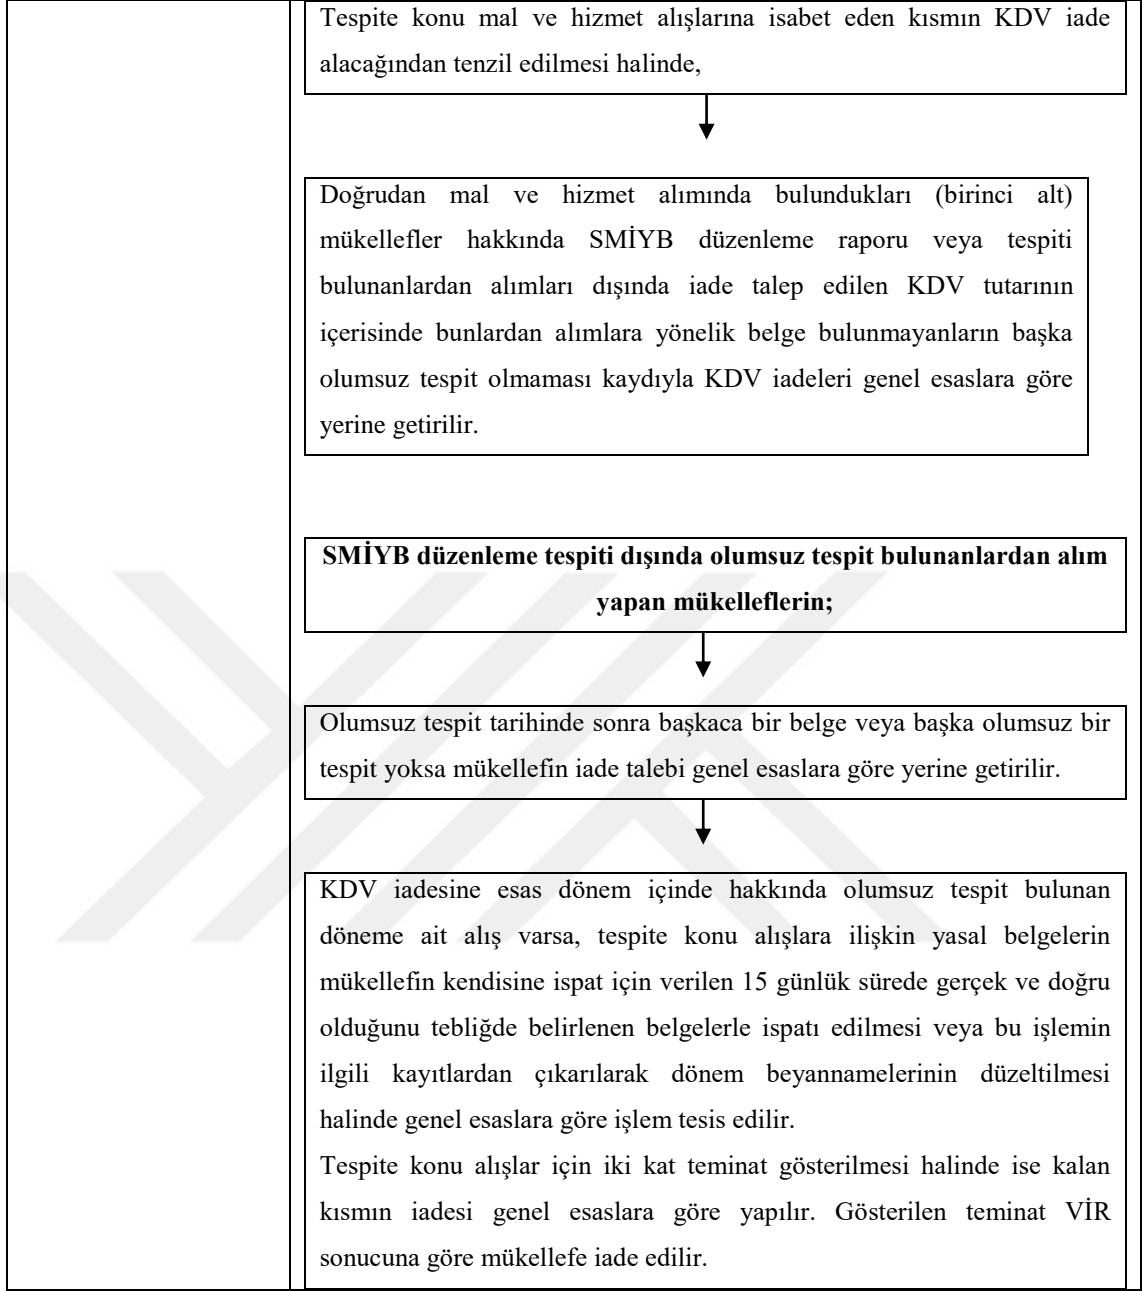 Tespite konu mal ve hizmet alışlarına isabet eden kısmın KDV iade
alacağından tenzil edilmesi halinde,
Doğrudan mal ve hizmet alımında bulundukları (birinci alt)
mükellefler hakkında SMİYB düzenleme raporu veya tespiti
bulunanlardan alımları dışında iade talep edilen KDV tutarının
içerisinde bunlardan alımlara yönelik belge bulunmayanların başka
olumsuz tespit olmaması kaydıyla KDV iadeleri genel esaslara göre
yerine getirilir.
SMİYB düzenleme tespiti dışında olumsuz tespit bulunanlardan alım
yapan mükelleflerin;
Olumsuz tespit tarihinde sonra başkaca bir belge veya başka olumsuz bir
tespit yoksa mükellefin iade talebi genel esaslara göre yerine getirilir.
KDV iadesine esas dönem içinde hakkında olumsuz tespit bulunan
döneme ait alış varsa, tespite konu alışlara ilişkin yasal belgelerin
mükellefin kendisine ispat için verilen 15 günlük sürede gerçek ve doğru
olduğunu tebliğde belirlenen belgelerle ispatı edilmesi veya bu işlemin
ilgili kayıtlardan çıkarılarak dönem beyannamelerinin düzeltilmesi
halinde genel esaslara göre işlem tesis edilir.
Tespite konu alışlar için iki kat teminat gösterilmesi halinde ise kalan
kısmın iadesi genel esaslara göre yapılır. Gösterilen teminat VİR
sonucuna göre mükellefe iade edilir.